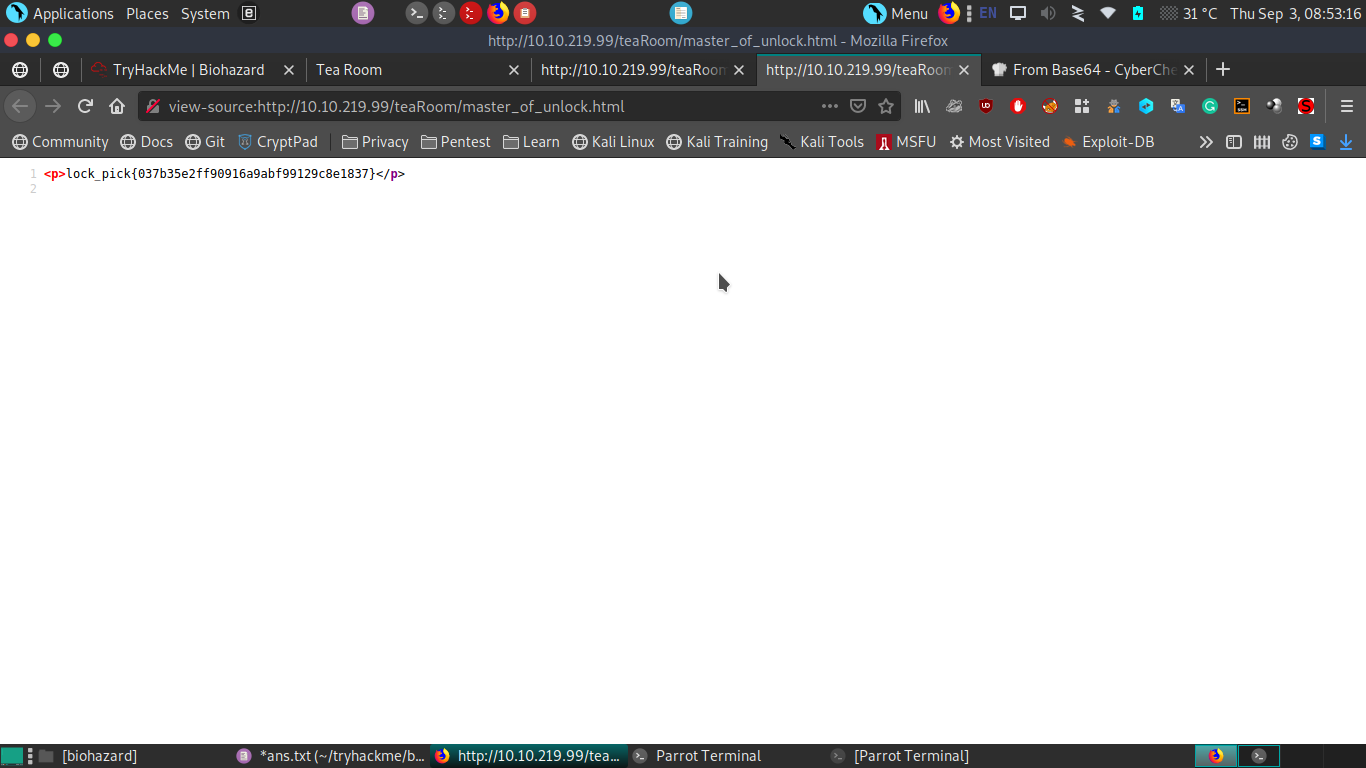 Applications Places System Menu EN 31 °C Thu Sep 3, 08:53:16
http://10.10.219.99/teaRoom/master_of_unlock.html - Mozilla Firefox
TryHackMe | Biohazard Tea Room http://10.10.219.99/teaRoom http://10.10.219.99/teaRoom From Base64 - CyberChe
view-source:http://10.10.219.99/teaRoom/master_of_unlock.html
Community Docs Git CryptPad Privacy Pentest Learn Kali Linux Kali Training Kali Tools MSFU Most Visited Exploit-DB
1 <p>lock_pick{037b35e2ff90916a9abf99129c8e1837}</p>
2
[biohazard] *ans.txt (~/tryhackme/b... http://10.10.219.99/tea... Parrot Terminal [Parrot Terminal]